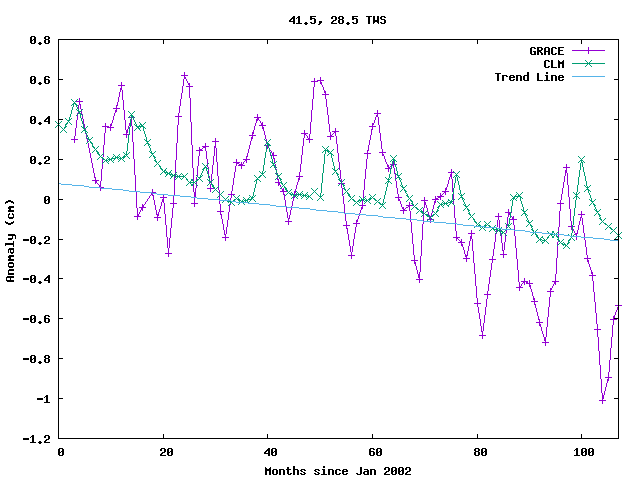 41.5, 28.5 TWS
GRACE
CLM
Trend Line
0.8
0.6
0.4
0.2
0
-0.2
-0.4
-0.6
-0.8
-1
-1.2
Anomaly (cm)
0 20 40 60 80 100
Months since Jan 2002